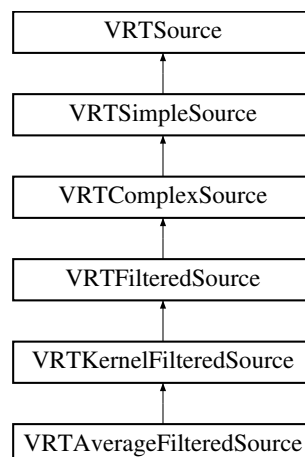 VRTSource
VRTSimpleSource
VRTComplexSource
VRTFilteredSource
VRTKernelFilteredSource
VRTAverageFilteredSource